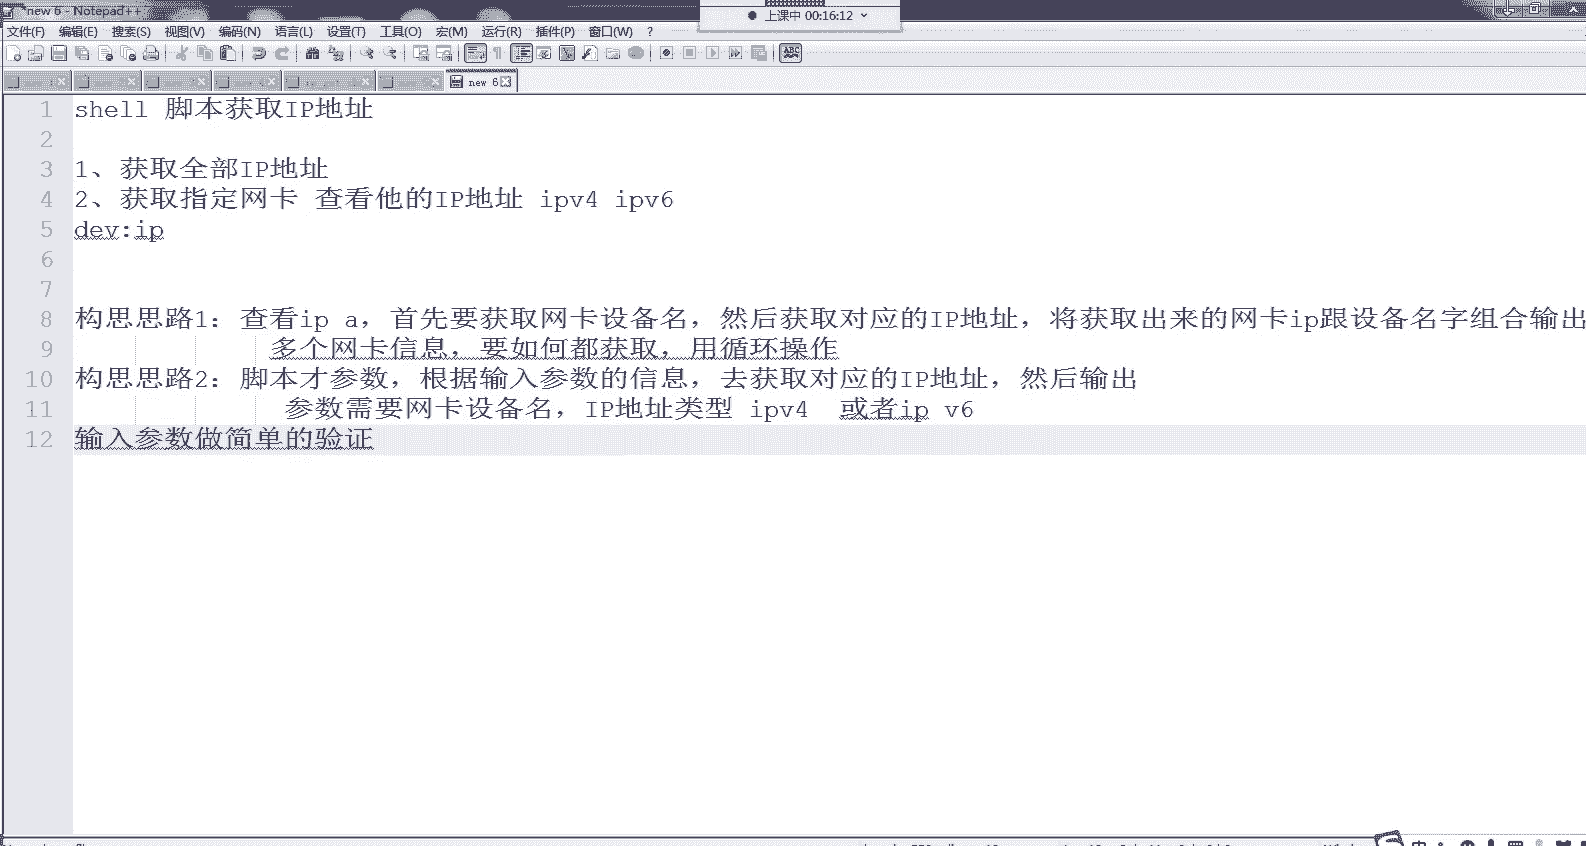 *new 6 - Notepad++
上课中 00:16:12
文件(F) 编辑(E) 搜索(S) 视图(V) 编码(N) 语言(L) 设置(T) 工具(O) 宏(M) 运行(R) 插件(P) 窗口(W) ?
ABC
new 6
1 shell 脚本获取IP地址
2
3 1、获取全部IP地址
4 2、获取指定网卡 查看他的IP地址 ipv4 ipv6
5 dev:ip
6
7
8 构思思路1: 查看ip a, 首先要获取网卡设备名, 然后获取对应的IP地址, 将获取出来的网卡ip跟设备名字组合输出
9 多个网卡信息, 要如何都获取, 用循环操作
10 构思思路2: 脚本才参数, 根据输入参数的信息, 去获取对应的IP地址, 然后输出
11 参数需要网卡设备名, IP地址类型 ipv4 或者ip v6
12 输入参数做简单的验证